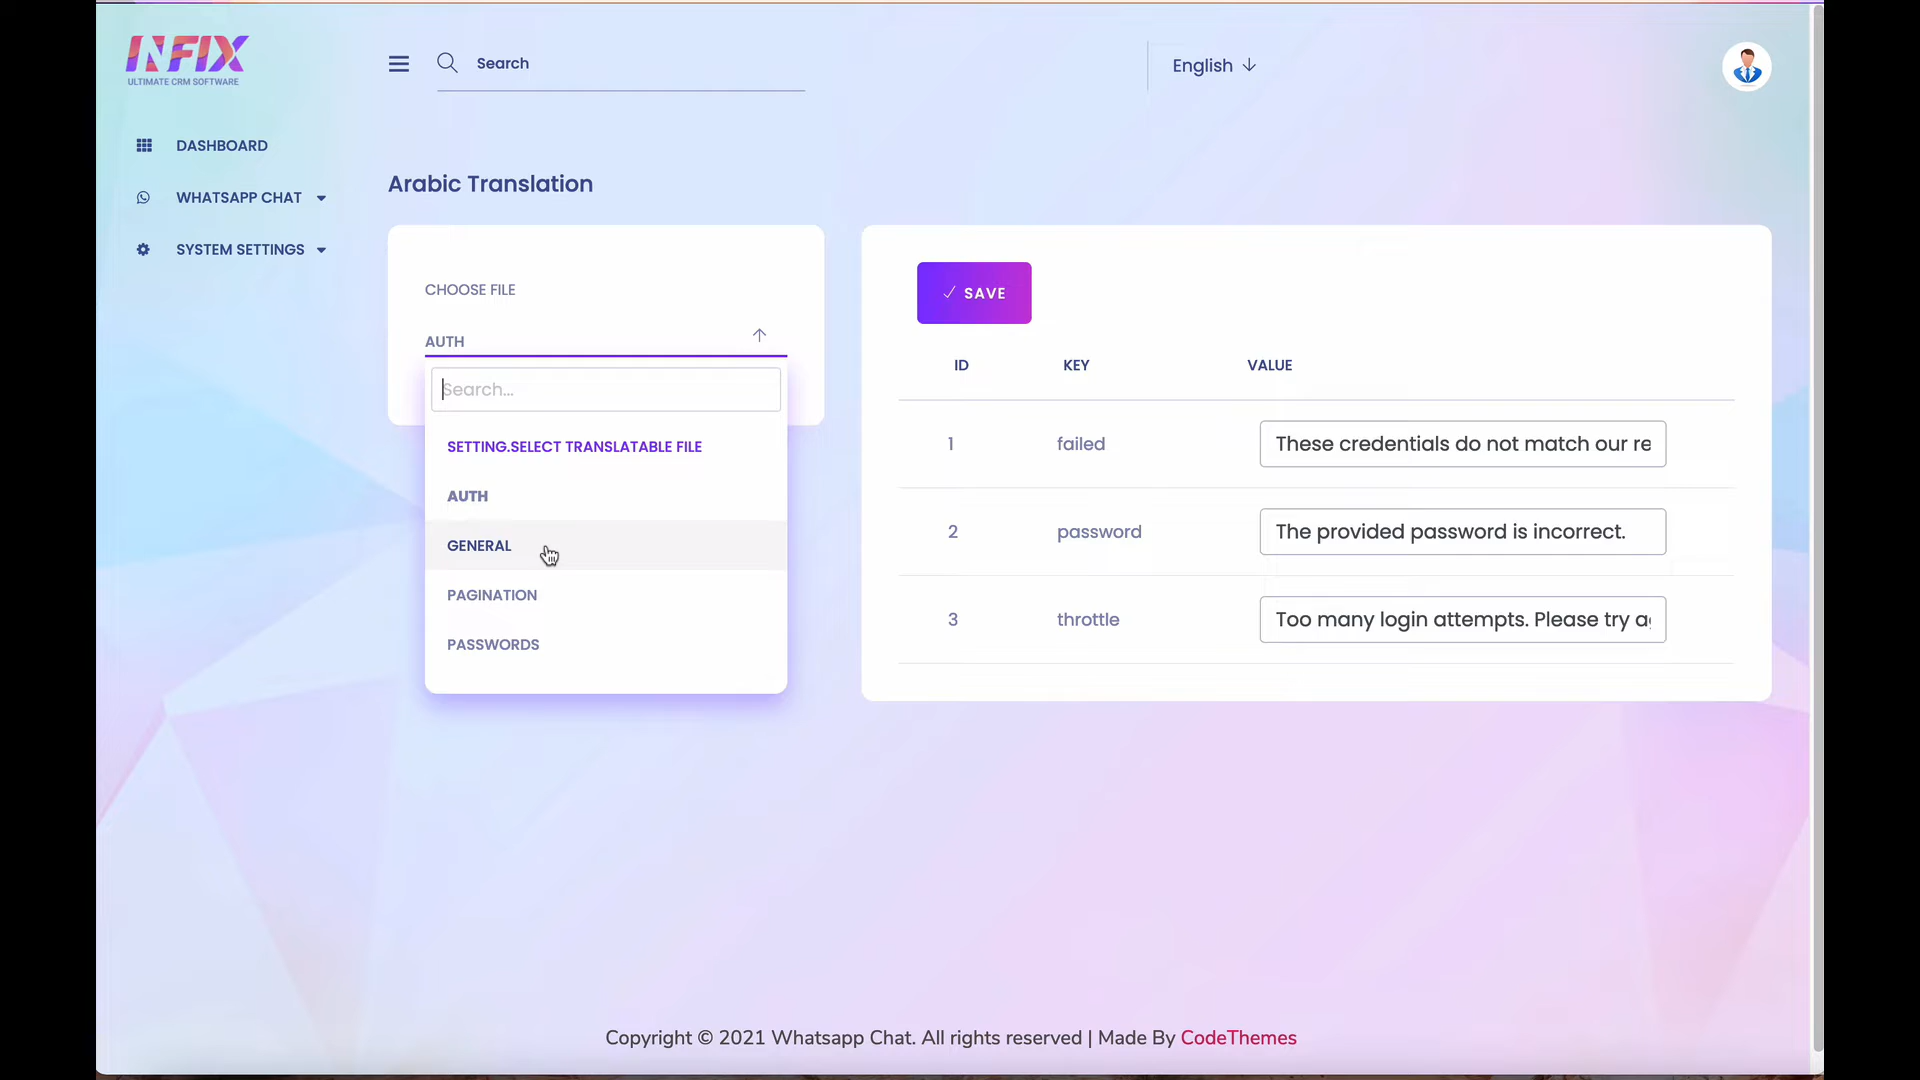 INFIX
ULTIMATE CRM SOFTWARE
Search
English
DASHBOARD
WHATSAPP CHAT
SYSTEM SETTINGS
Arabic Translation
CHOOSE FILE
AUTH
Search...
SETTING.SELECT TRANSLATABLE FILE
AUTH
GENERAL
PAGINATION
PASSWORDS
SAVE
ID KEY VALUE
1 failed These credentials do not match our re
2 password The provided password is incorrect.
3 throttle Too many login attempts. Please try a
Copyright © 2021 Whatsapp Chat. All rights reserved | Made By CodeThemes